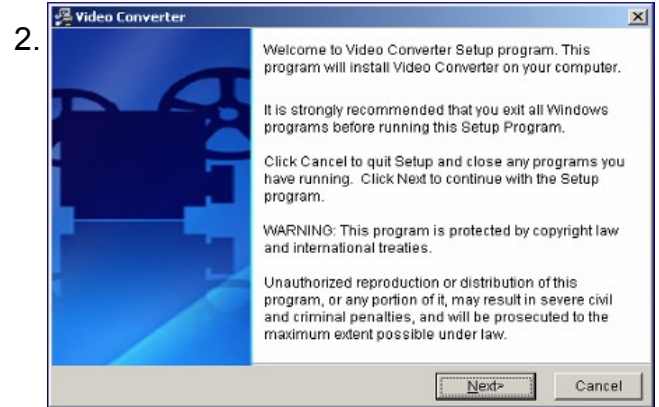 2.
Video Converter
Welcome to Video Converter Setup program. This
program will install Video Converter on your computer.
It is strongly recommended that you exit all Windows
programs before running this Setup Program.
Click Cancel to quit Setup and close any programs you
have running. Click Next to continue with the Setup
program.
WARNING: This program is protected by copyright law
and international treaties.
Unauthorized reproduction or distribution of this
program, or any portion of it, may result in severe civil
and criminal penalties, and will be prosecuted to the
maximum extent possible under law.
Next> Cancel